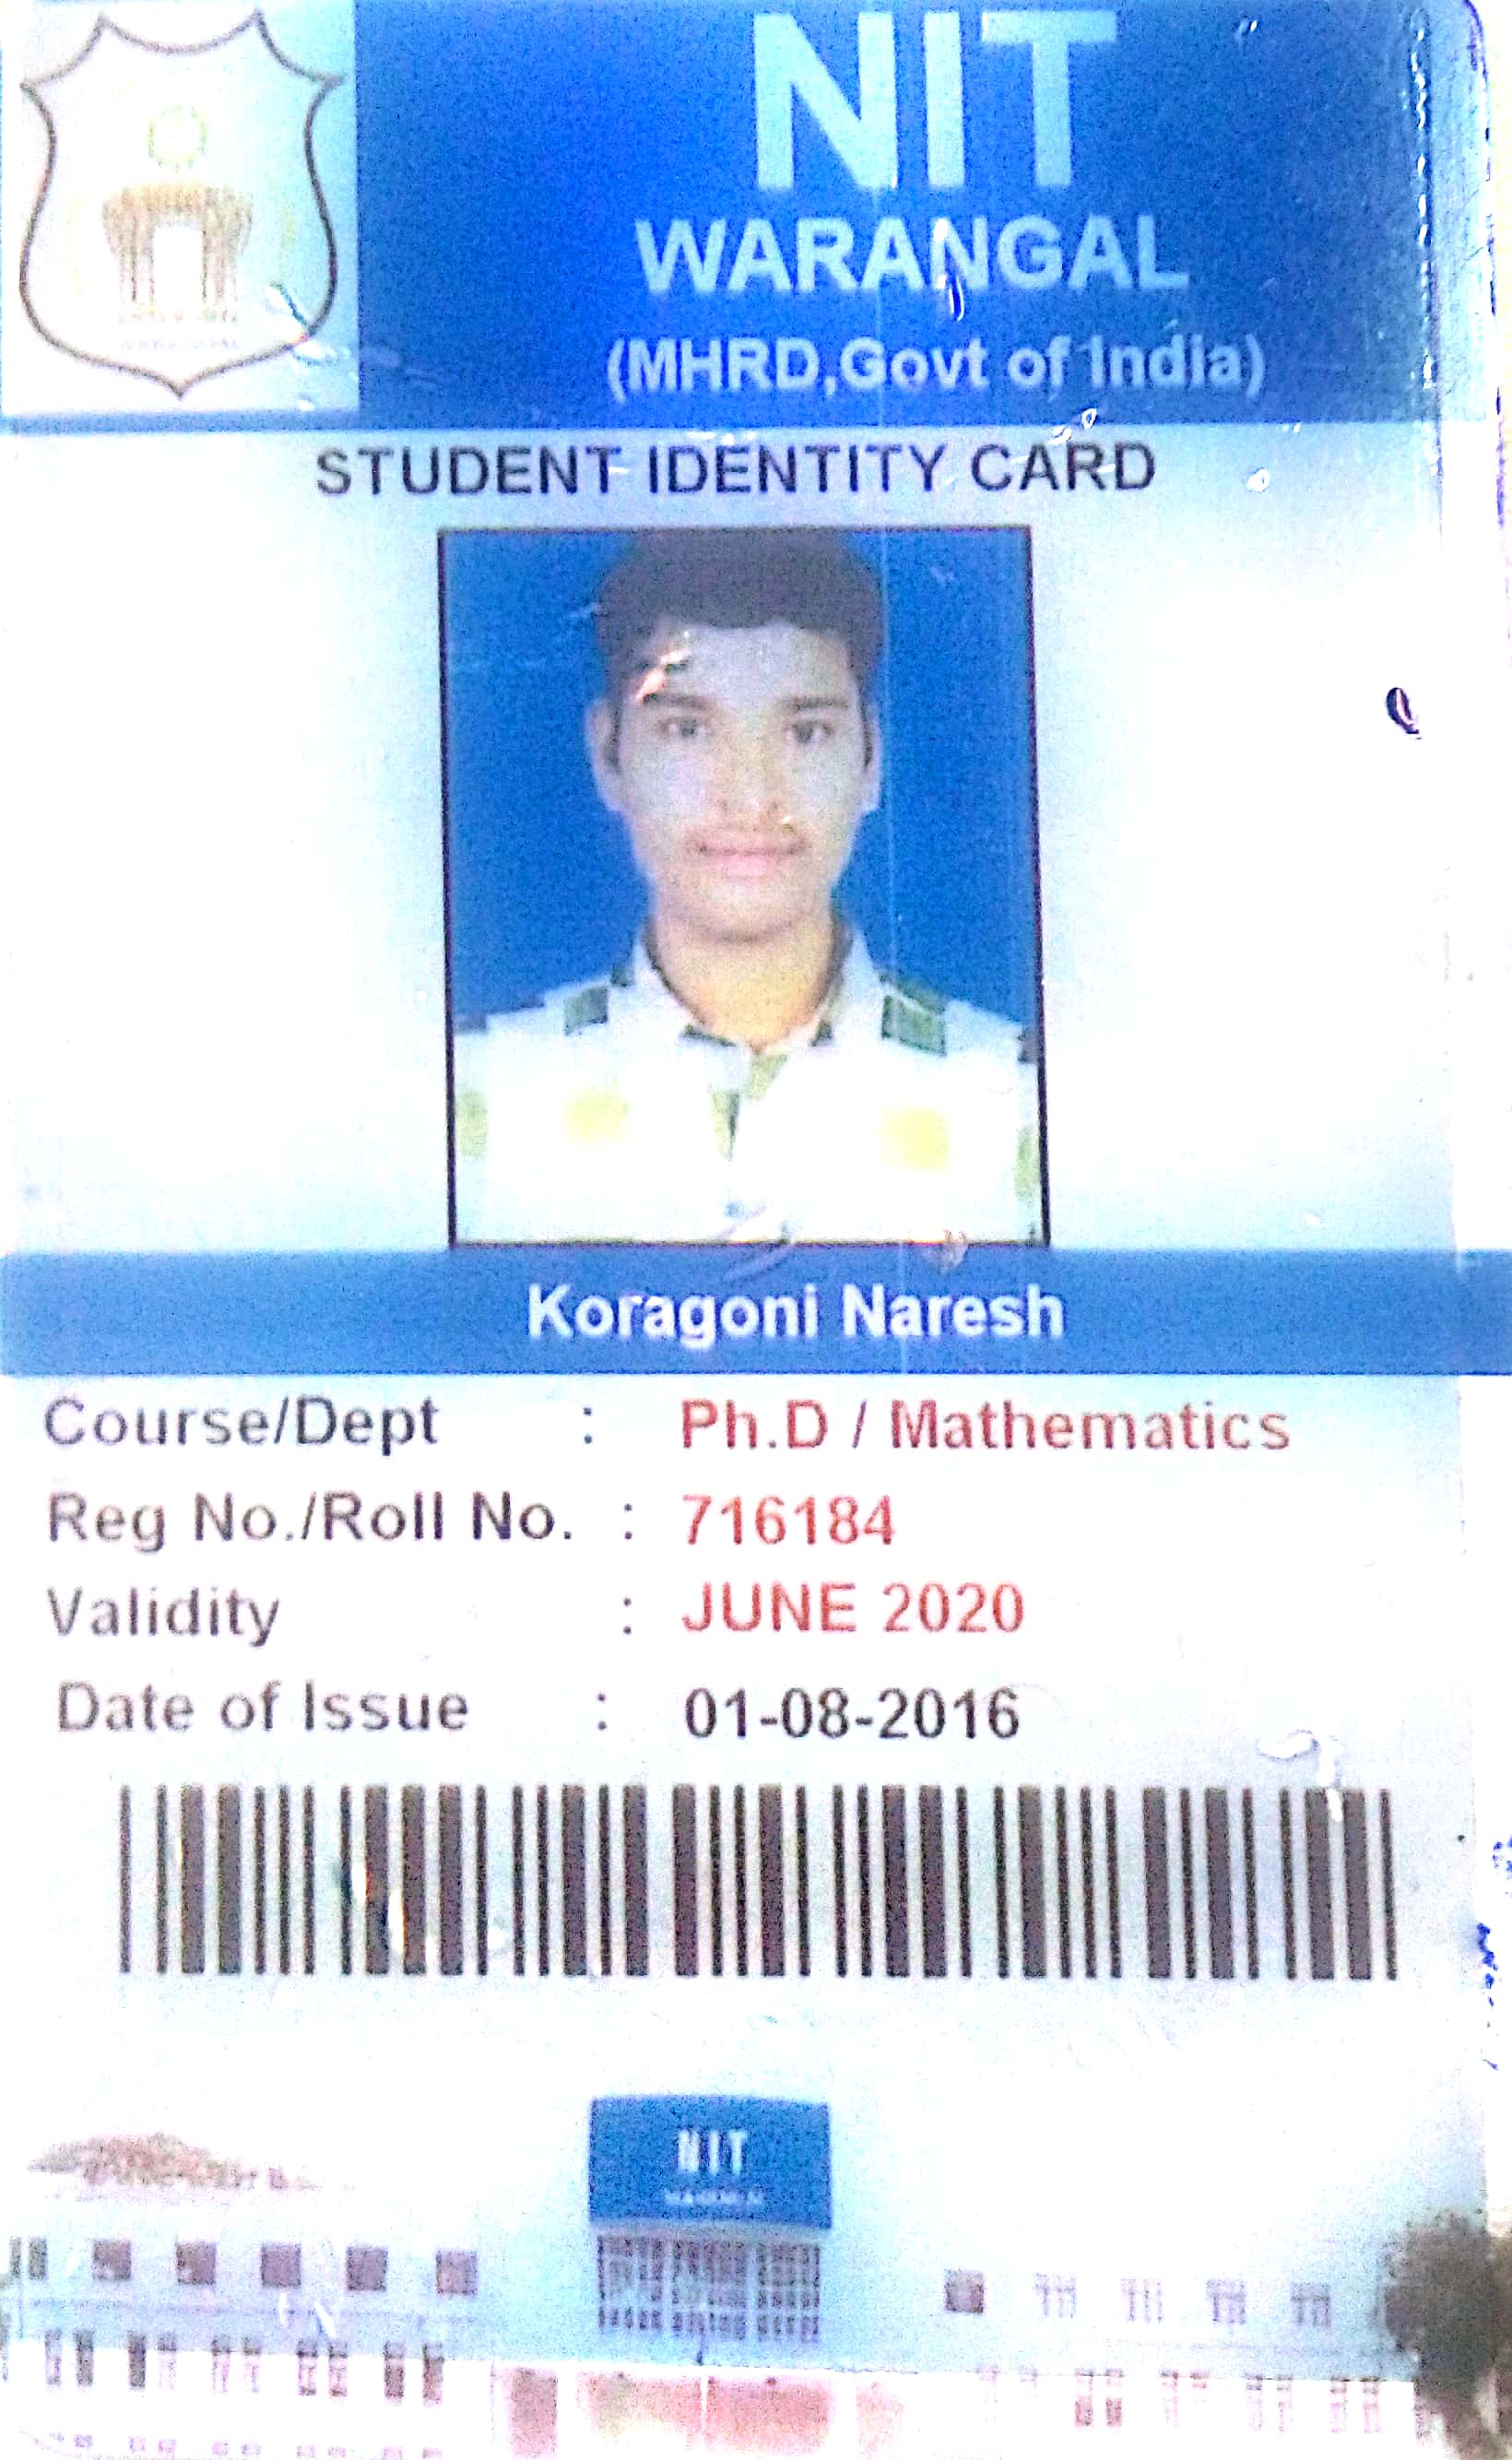 NIT
WARANGAL
(MHRD,Govt of India)
STUDENT IDENTITY CARD
Koragoni Naresh
Course/Dept : Ph.D / Mathematics
Reg No./Roll No. : 716184
Validity : JUNE 2020
Date of Issue : 01-08-2016
NIT